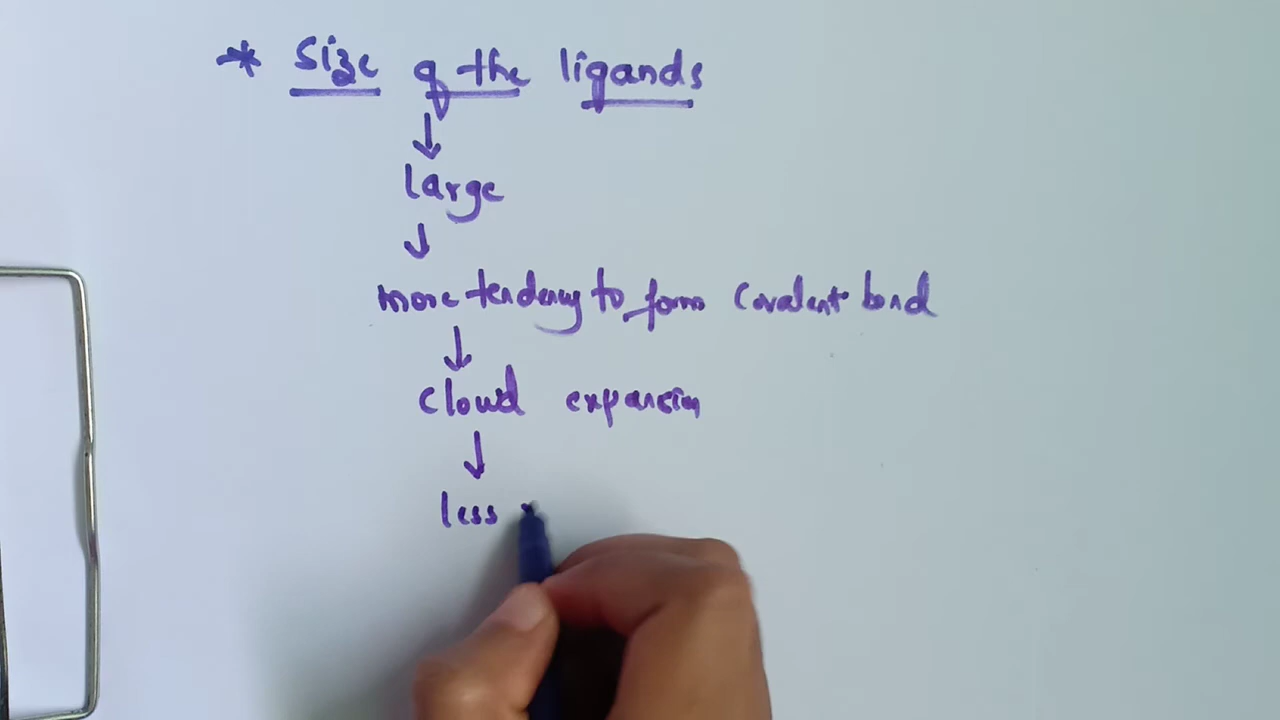 * Size of the ligands
↓
large
↓
more tendency to form Covalent bond
↓
cloud expansion
↓
less